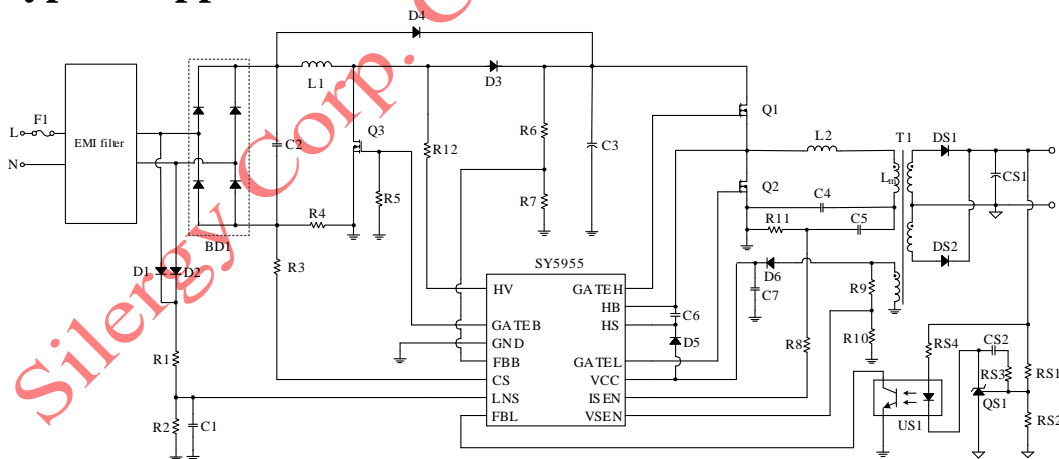 D4
L1
D3
F1
L
N
EMI filter
C2
Q3
R12
R6
C3
Q1
L2
T1
DS1
R5
R7
Q2
Lm
CS1
R4
C4
R11
C5
BD1
DS2
D1
D2
R3
SY5955
D6
C7
R9
HV
GATEH
HB
C6
GATEB
HS
D5
R10
GND
R8
RS4
CS2
R1
FBB
GATEL
RS3
RS1
CS
VCC
LNS
ISEN
QS1
R2
C1
FBL
VSEN
US1
RS2
Silergy Corp. C